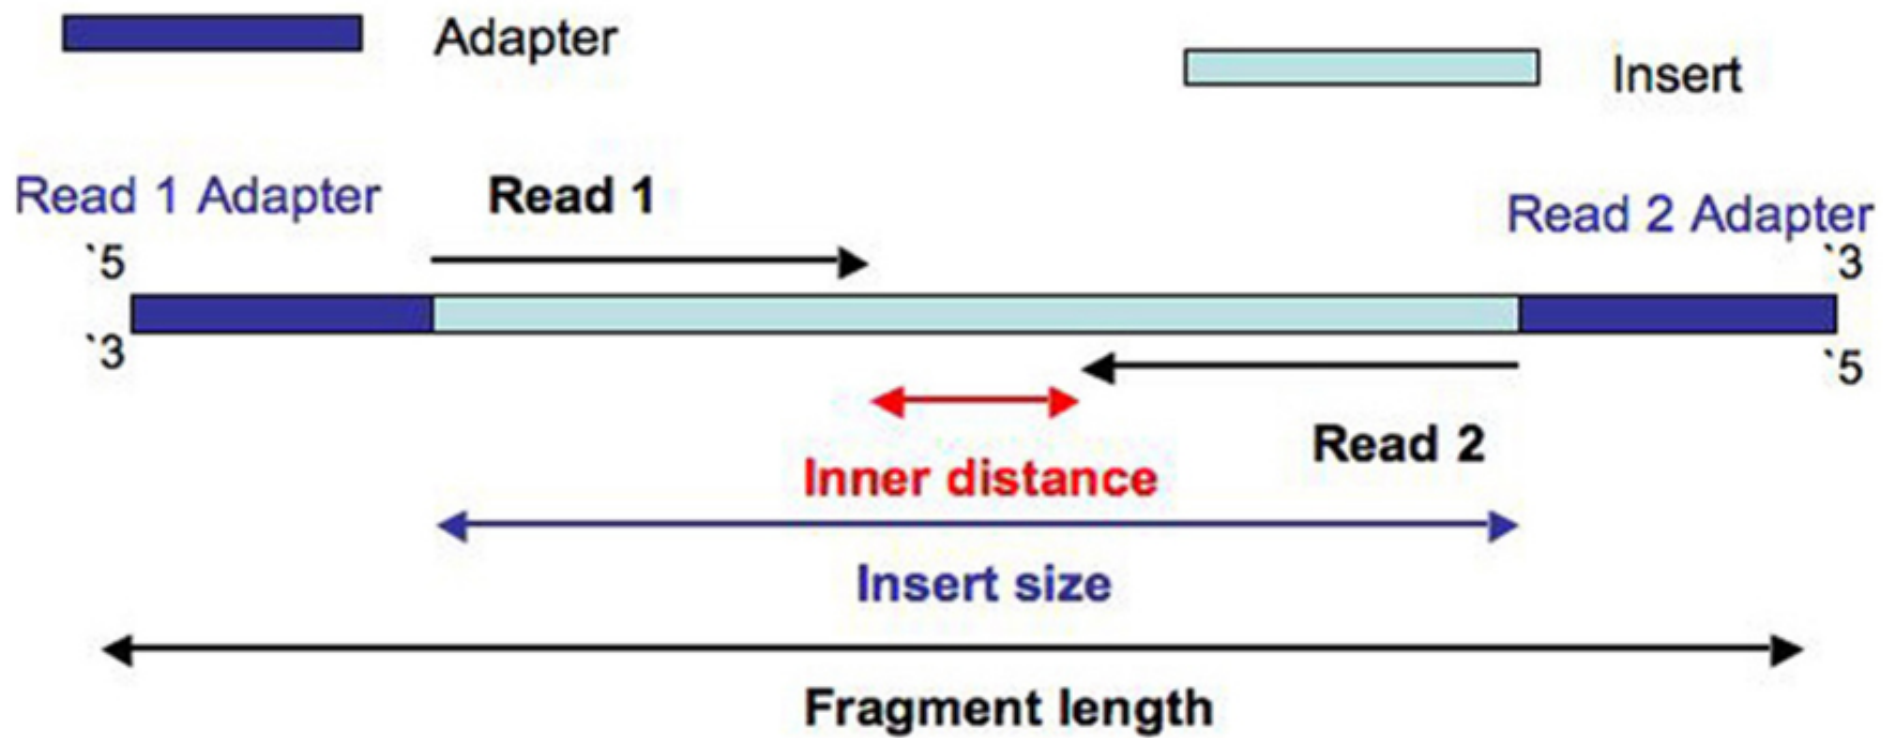 Adapter
Insert
Read 1 Adapter
Read 1
Read 2 Adapter
`5
`3
`3
`5
Read 2
Inner distance
Insert size
Fragment length